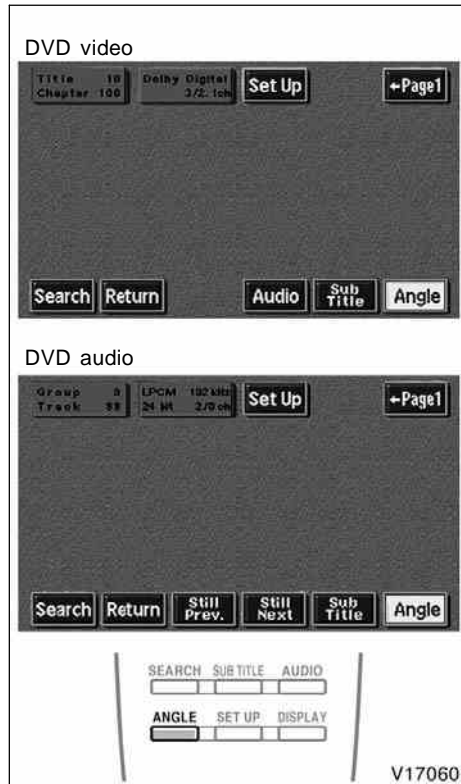 DVD video
Title 10
Chapter 100
Dolby Digital
3/2. 1ch
Set Up
←Page1
Search
Return
Audio
Sub
Title
Angle
DVD audio
Group
Track
LPCM 192 kHz
24 bit 2/0 ch
Set Up
←Page1
Search
Return
Still
Prev.
Still
Next
Sub
Title
Angle
SEARCH SUB TITLE AUDIO
ANGLE SET UP DISPLAY
V17060